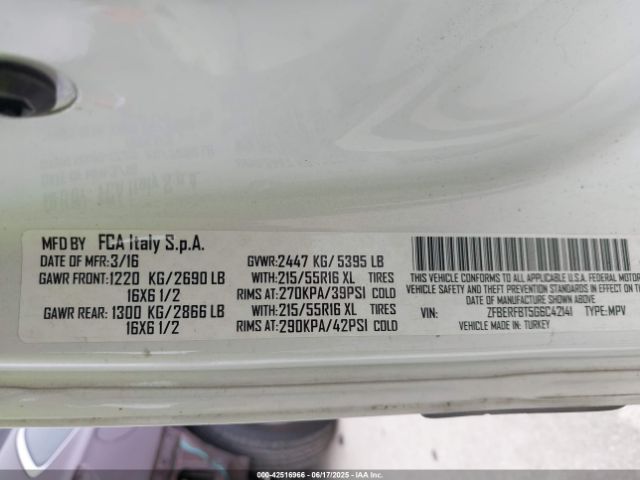 MFD BY FCA Italy S.p.A.
DATE OF MFR: 3/16 GVWR: 2447 KG/ 5395 LB
GAWR FRONT: 1220 KG/2690 LB WITH: 215/55R16 XL TIRES
16X6 1/2 RIMS AT: 270KPA/39PSI COLD
GAWR REAR: 1300 KG/2866 LB WITH: 215/55R16 XL TIRES
16X6 1/2 RIMS AT: 290KPA/42PSI COLD
THIS VEHICLE CONFORMS TO ALL APPLICABLE U.S.A. FEDERAL MOTOR
VEHICLE SAFETY AND THEFT PREVENTION STANDARDS IN EFFECT ON THE
DATE OF MANUFACTURE SHOWN ABOVE.
VIN: ZFBERFBT5G6C42141 TYPE: MPV
VEHICLE MADE IN: TURKEY
000-42516966 - 06/17/2025 - IAAC Inc.